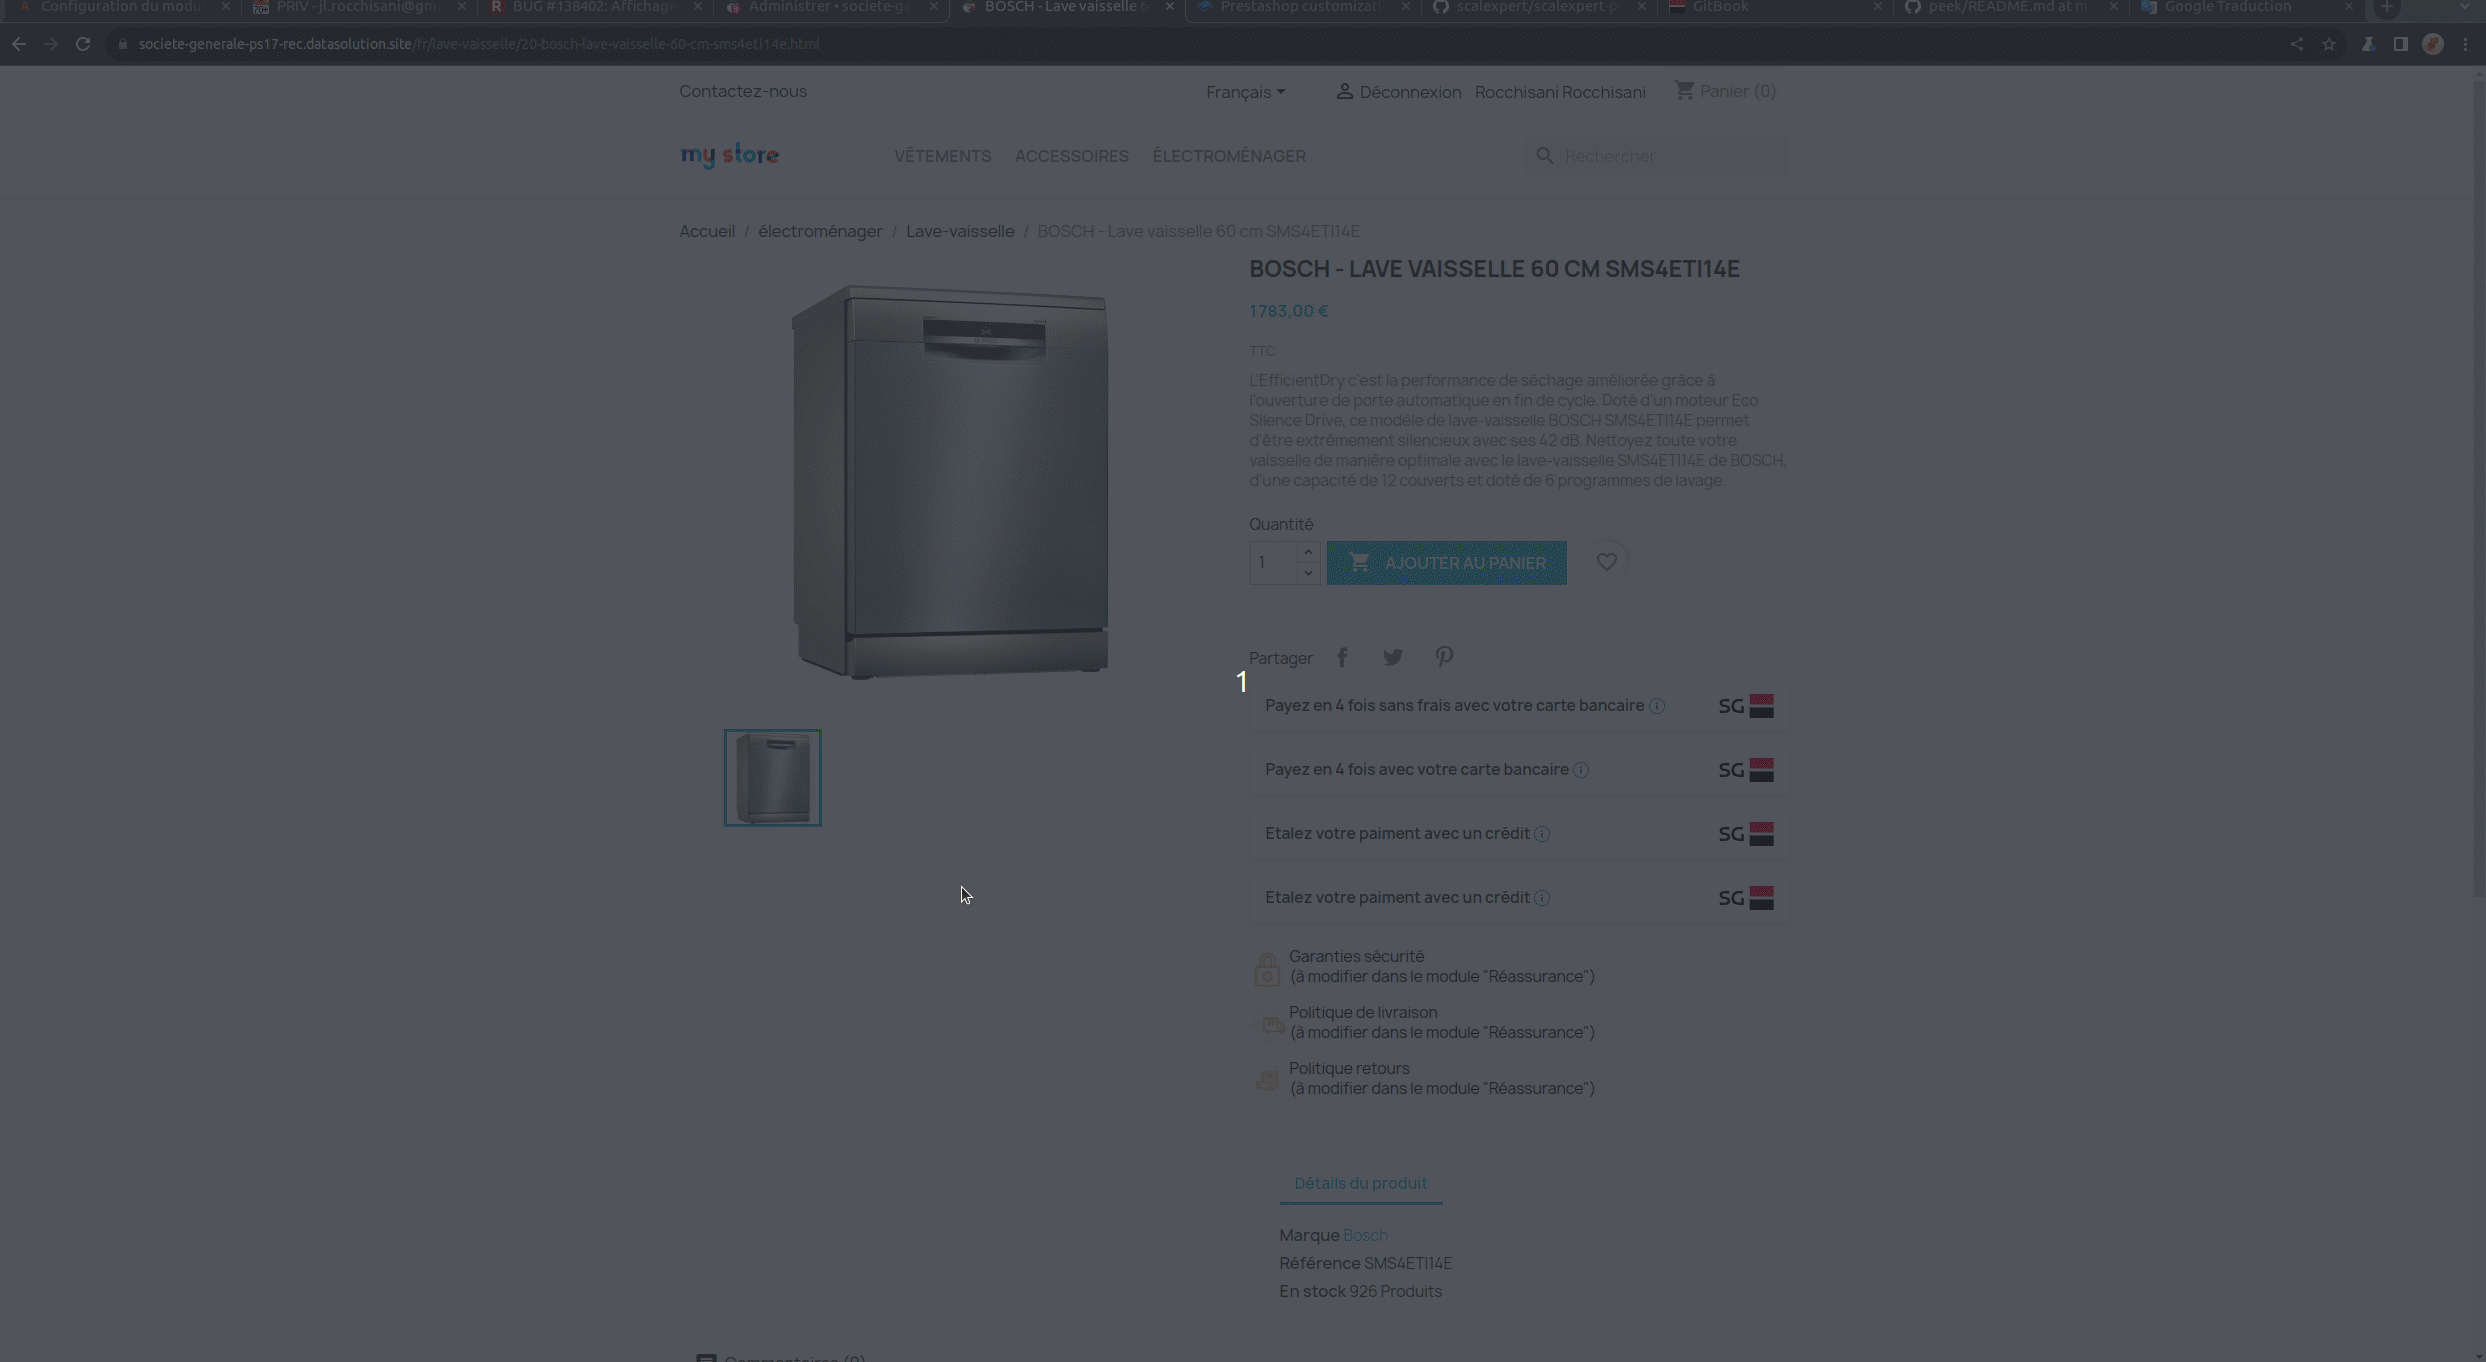 Configuration du modu
PRIV - jl.rocchisani@gm
BUG #138402: Affichage
Administrer • societe-ge
BOSCH - Lave vaisselle 6
Prestashop customizati
scalexpert/scalexpert-p
GitBook
peek/README.md at ma
Google Traduction
societe-generale-ps17-rec.datasolution.site/fr/lave-vaisselle/20-bosch-lave-vaisselle-60-cm-sms4eti14e.html
Contactez-nous
Français
Déconnexion
Rocchisani Rocchisani
Panier (0)
my store
VÊTEMENTS
ACCESSOIRES
ÉLECTROMÉNAGER
Rechercher
Accueil / électroménager / Lave-vaisselle / BOSCH - Lave vaisselle 60 cm SMS4ETI14E
BOSCH - LAVE VAISSELLE 60 CM SMS4ETI14E
1 783,00 €
TTC
L'EfficientDry c'est la performance de séchage améliorée grâce à
l'ouverture de porte automatique en fin de cycle. Doté d'un moteur Eco
Silence Drive, ce modèle de lave-vaisselle BOSCH SMS4ETI14E permet
d'être extrêmement silencieux avec ses 42 dB. Nettoyez toute votre
vaisselle de manière optimale avec le lave-vaisselle SMS4ETI14E de BOSCH,
d'une capacité de 12 couverts et doté de 6 programmes de lavage.
Quantité
1
AJOUTER AU PANIER
Partager
1
Payez en 4 fois sans frais avec votre carte bancaire
SG
Payez en 4 fois avec votre carte bancaire
SG
Etalez votre paiment avec un crédit
SG
Etalez votre paiment avec un crédit
SG
Garanties sécurité
(à modifier dans le module "Réassurance")
Politique de livraison
(à modifier dans le module "Réassurance")
Politique retours
(à modifier dans le module "Réassurance")
Détails du produit
Marque Bosch
Référence SMS4ETI14E
En stock 926 Produits
Commentaires (0)